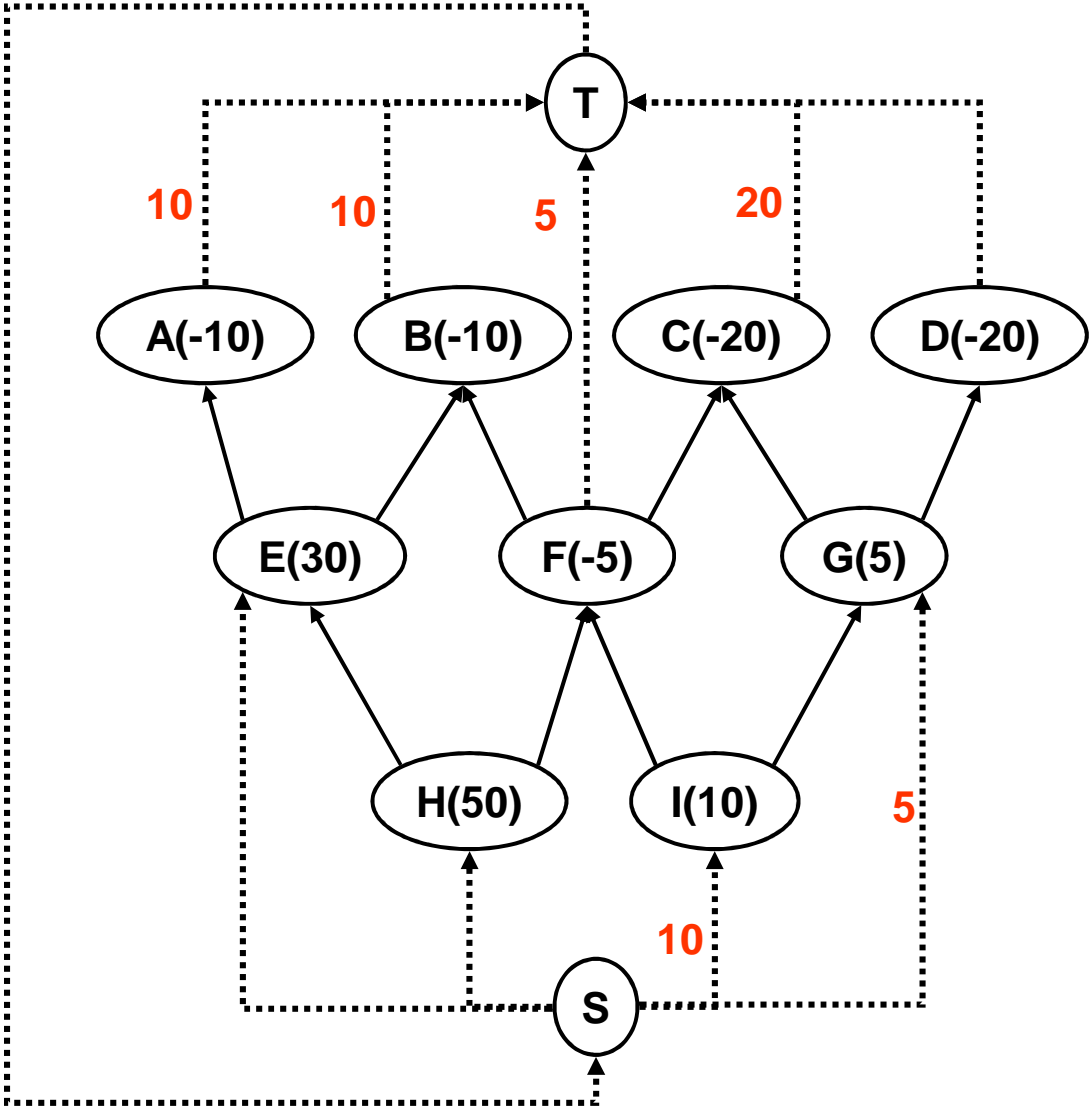 T
10
10
5
20
A(-10)
B(-10)
C(-20)
D(-20)
E(30)
F(-5)
G(5)
H(50)
I(10)
5
10
S